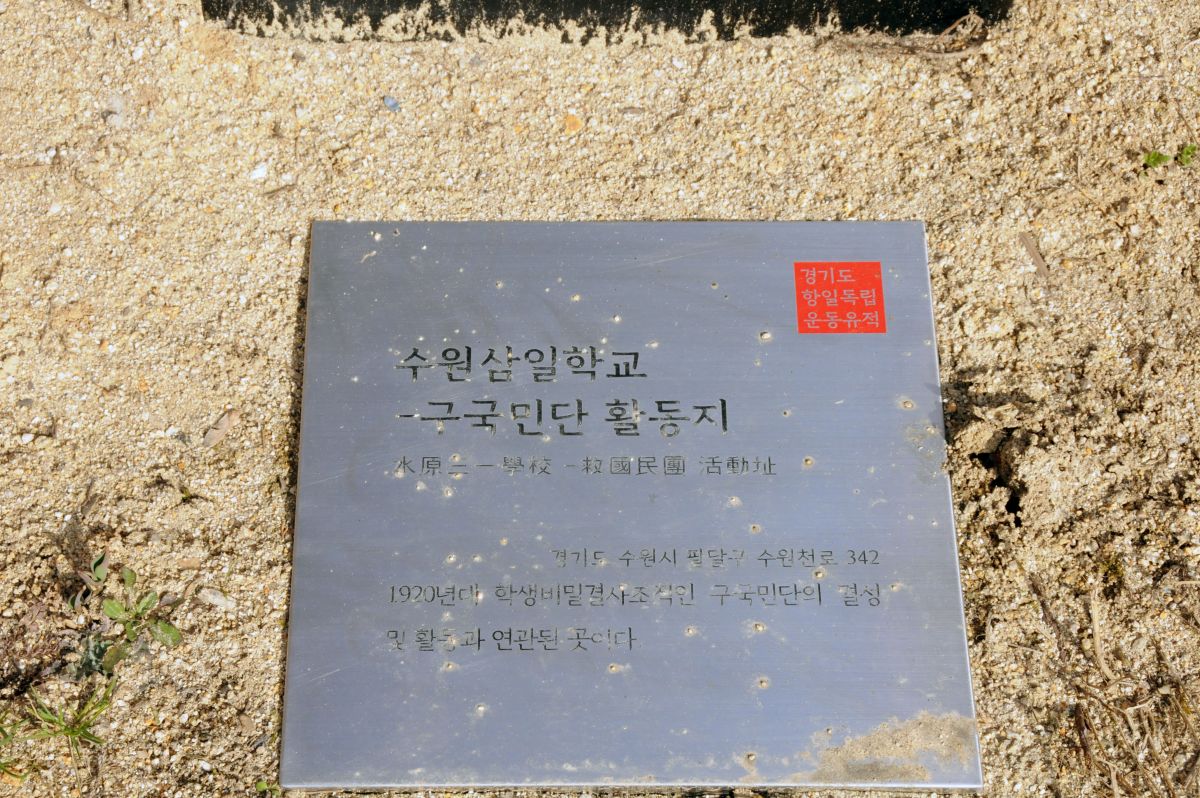 경기도
항일독립
운동유적
수원삼일학교
-구국민단 활동지
水原三一學校 -救國民團 活動址
경기도 수원시 팔달구 수원천로 342
1920년대 학생비밀결사조직인 구국민단의 결성
및 활동과 연관된 곳이다